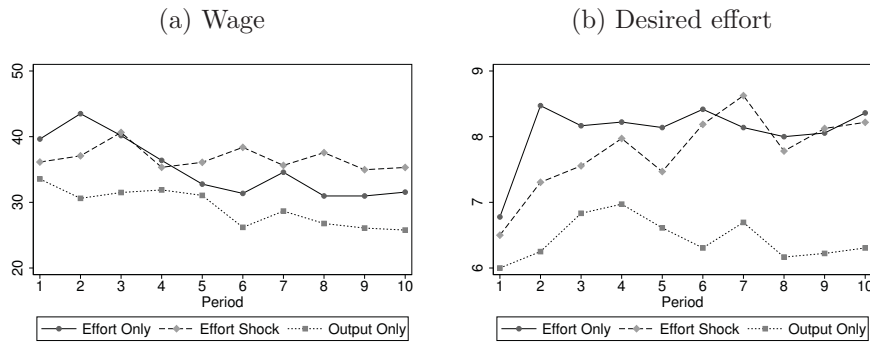 (a) Wage
50
40
30
20
1 2 3 4 5 6 7 8 9 10
Period
Effort Only Effort Shock Output Only
(b) Desired effort
9
8
7
6
1 2 3 4 5 6 7 8 9 10
Period
Effort Only Effort Shock Output Only